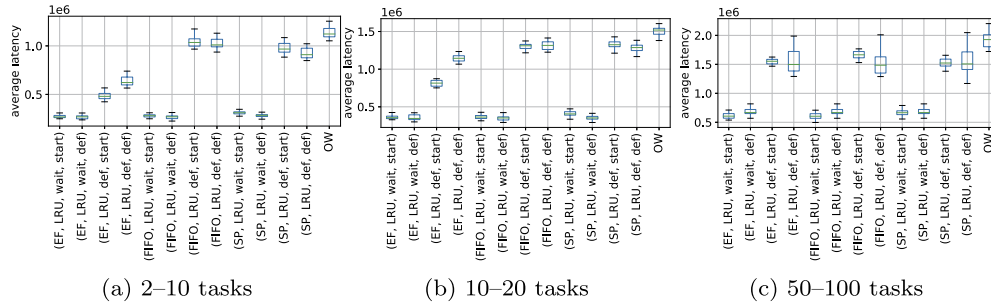 1e6
average latency
1.0
0.5
(EF, LRU, wait, start)
(EF, LRU, wait, def)
(EF, LRU, def, start)
(EF, LRU, def, def)
(FIFO, LRU, wait, start)
(FIFO, LRU, wait, def)
(FIFO, LRU, def, start)
(FIFO, LRU, def, def)
(SP, LRU, wait, start)
(SP, LRU, wait, def)
(SP, LRU, def, start)
(SP, LRU, def, def)
OW
(a) 2–10 tasks
1e6
average latency
1.5
1.0
0.5
(EF, LRU, wait, start)
(EF, LRU, wait, def)
(EF, LRU, def, start)
(EF, LRU, def, def)
(FIFO, LRU, wait, start)
(FIFO, LRU, wait, def)
(FIFO, LRU, def, start)
(FIFO, LRU, def, def)
(SP, LRU, wait, start)
(SP, LRU, wait, def)
(SP, LRU, def, start)
(SP, LRU, def, def)
OW
(b) 10–20 tasks
1e6
average latency
2.0
1.5
1.0
0.5
(EF, LRU, wait, start)
(EF, LRU, wait, def)
(EF, LRU, def, start)
(EF, LRU, def, def)
(FIFO, LRU, wait, start)
(FIFO, LRU, wait, def)
(FIFO, LRU, def, start)
(FIFO, LRU, def, def)
(SP, LRU, wait, start)
(SP, LRU, wait, def)
(SP, LRU, def, start)
(SP, LRU, def, def)
OW
(c) 50–100 tasks